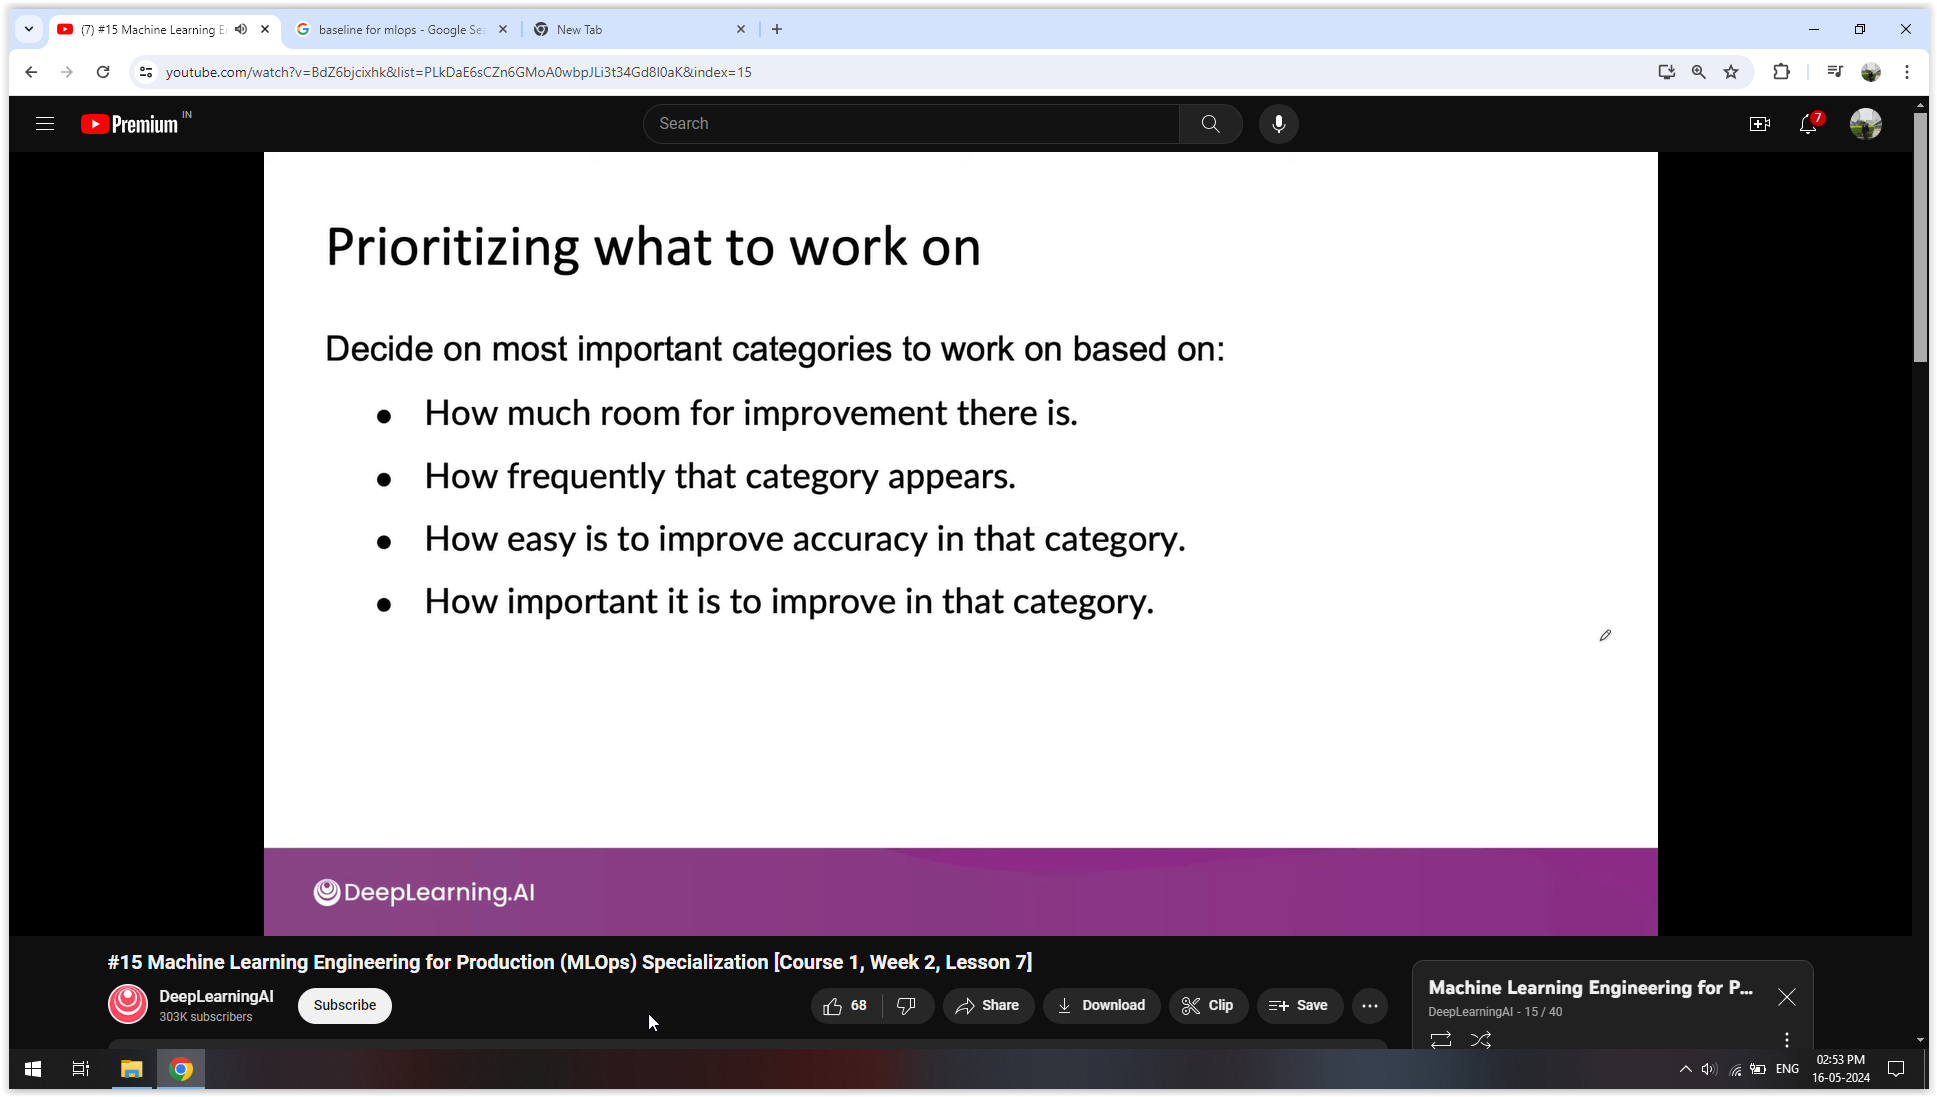 (7) #15 Machine Learning E
baseline for mlops - Google Se
New Tab
youtube.com/watch?v=BdZ6bjcixhk&list=PLkDaE6sCZn6GMoA0wbpJLi3t34Gd8l0aK&index=15
Premium IN
Search
7
Prioritizing what to work on
Decide on most important categories to work on based on:
● How much room for improvement there is.
● How frequently that category appears.
● How easy is to improve accuracy in that category.
● How important it is to improve in that category.
DeepLearning.AI
#15 Machine Learning Engineering for Production (MLOps) Specialization [Course 1, Week 2, Lesson 7]
DeepLearningAI
303K subscribers
Subscribe
68
Share
Download
Clip
Save
Machine Learning Engineering for P...
DeepLearningAI - 15 / 40
ENG
02:53 PM
16-05-2024